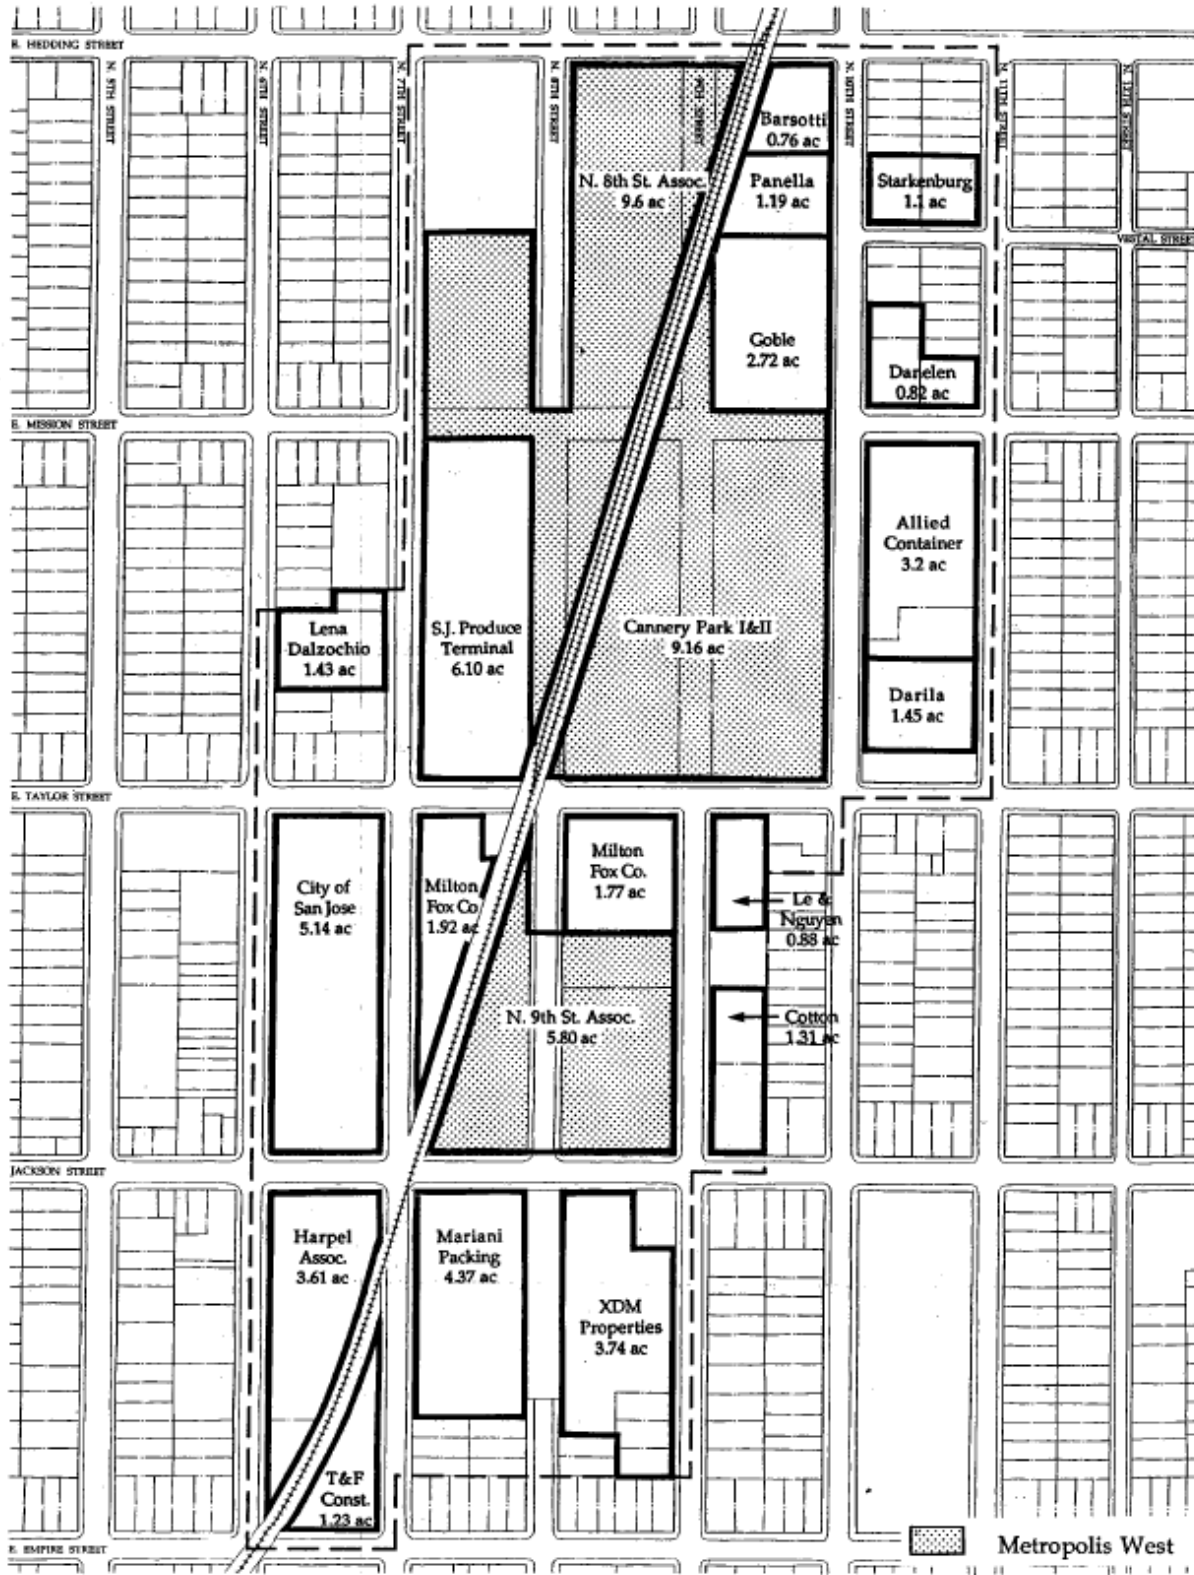 E. HEDDING STREET
N. 5TH STREET
N. 6TH STREET
N. 7TH STREET
N. 8TH STREET
9TH STREET
N. 10TH STREET
N. 11TH STREET
N. 12TH STREET
Barsotti
0.76 ac
N. 8th St. Assoc.
9.6 ac
Panella
1.19 ac
Starkenburg
1.1 ac
VESTAL STREET
Goble
2.72 ac
Danelen
0.82 ac
E. MISSION STREET
Allied
Container
3.2 ac
Lena
Dalzochio
1.43 ac
S.J. Produce
Terminal
6.10 ac
Cannery Park I&II
9.16 ac
Darila
1.45 ac
E. TAYLOR STREET
City of
San Jose
5.14 ac
Milton
Fox Co
1.92 ac
Milton
Fox Co.
1.77 ac
Le &
Nguyen
0.88 ac
N. 9th St. Assoc.
5.80 ac
Cotton
1.31 ac
JACKSON STREET
Harpel
Assoc.
3.61 ac
Mariani
Packing
4.37 ac
XDM
Properties
3.74 ac
T&F
Const.
1.23 ac
E. EMPIRE STREET
Metropolis West